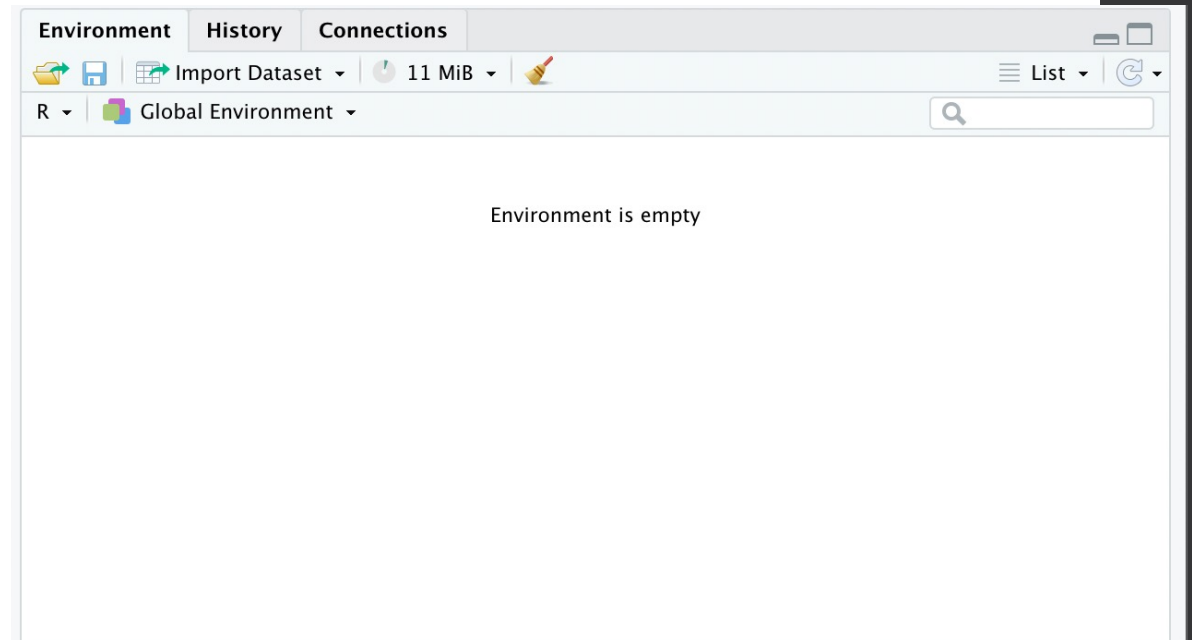 Environment History Connections
Import Dataset 11 MiB List
R Global Environment
Environment is empty